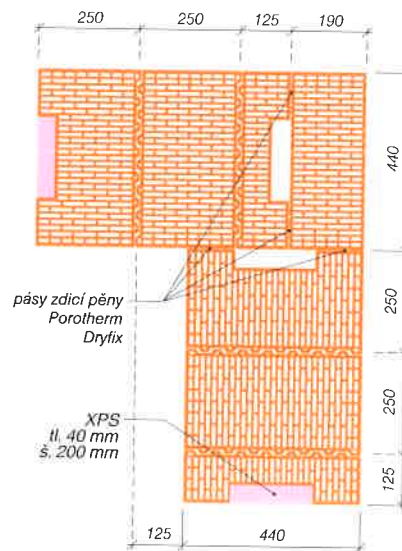 250 250 125 190
440
250
pásy zdicí pěny
Porotherm
Dryfix
250
XPS
tl. 40 mm
š. 200 mm
125
125 440